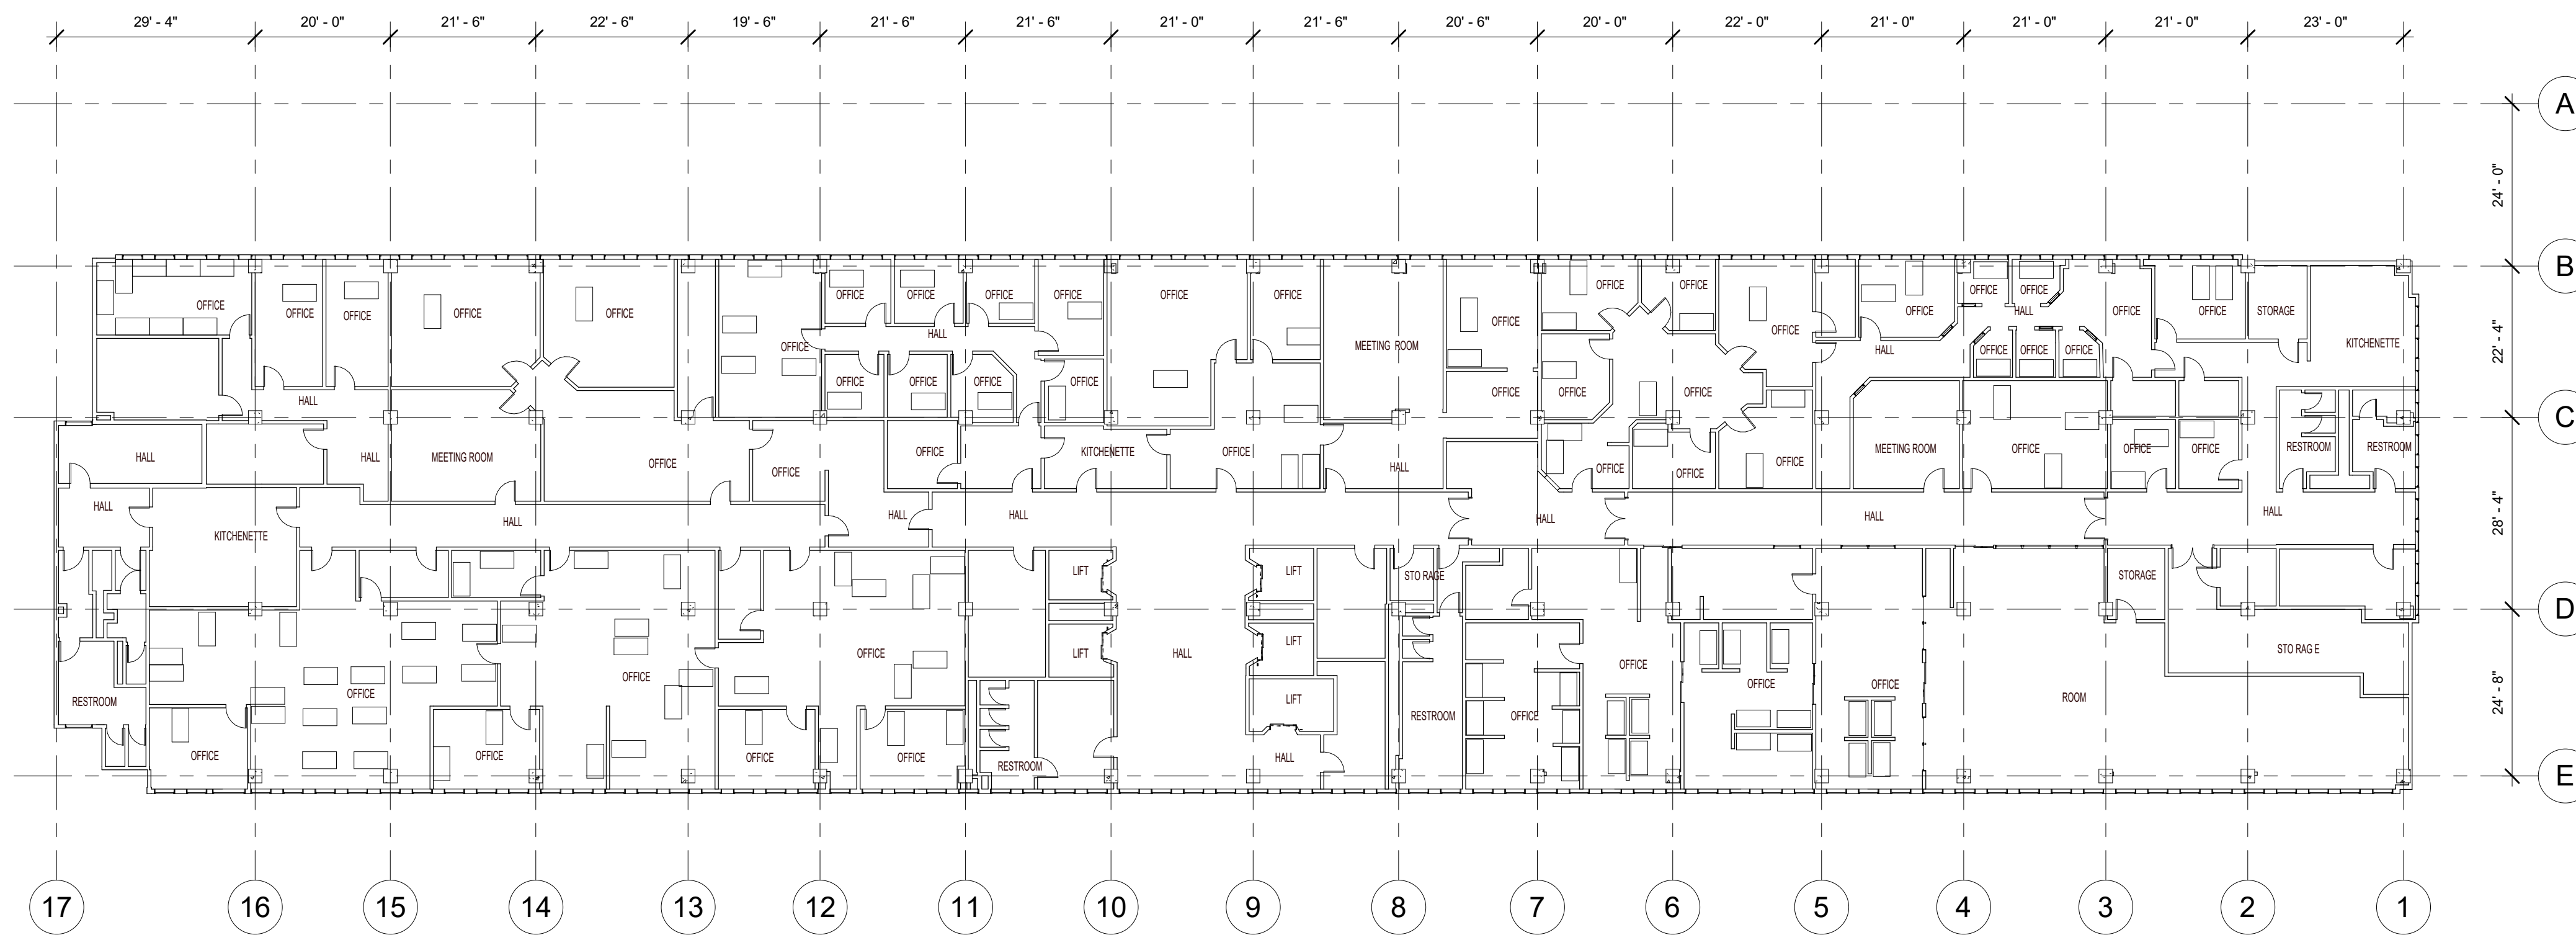 29' - 4" 20' - 0" 21' - 6" 22' - 6" 19' - 6" 21' - 6" 21' - 6" 21' - 0" 21' - 6" 20' - 6" 20' - 0" 22' - 0" 21' - 0" 21' - 0" 21' - 0" 23' - 0"
A
24' - 0"
B
OFFICE OFFICE OFFICE OFFICE OFFICE OFFICE OFFICE OFFICE
OFFICE OFFICE OFFICE
OFFICE OFFICE OFFICE OFFICE OFFICE OFFICE HALL OFFICE OFFICE STORAGE
OFFICE OFFICE OFFICE
HALL
OFFICE MEETING ROOM HALL OFFICE OFFICE OFFICE KITCHENETTE
22' - 4"
OFFICE OFFICE OFFICE OFFICE OFFICE OFFICE OFFICE
HALL
C
HALL HALL MEETING ROOM OFFICE OFFICE OFFICE KITCHENETTE OFFICE HALL OFFICE OFFICE OFFICE MEETING ROOM OFFICE OFFICE OFFICE RESTROOM RESTROOM
HALL HALL HALL HALL HALL HALL HALL
28' - 4"
KITCHENETTE
LIFT LIFT STO RAGE STORAGE
D
OFFICE OFFICE LIFT HALL LIFT OFFICE STO RAG E
RESTROOM OFFICE LIFT OFFICE OFFICE ROOM
24' - 8"
RESTROOM OFFICE
OFFICE OFFICE OFFICE OFFICE RESTROOM HALL
E
17 16 15 14 13 12 11 10 9 8 7 6 5 4 3 2 1